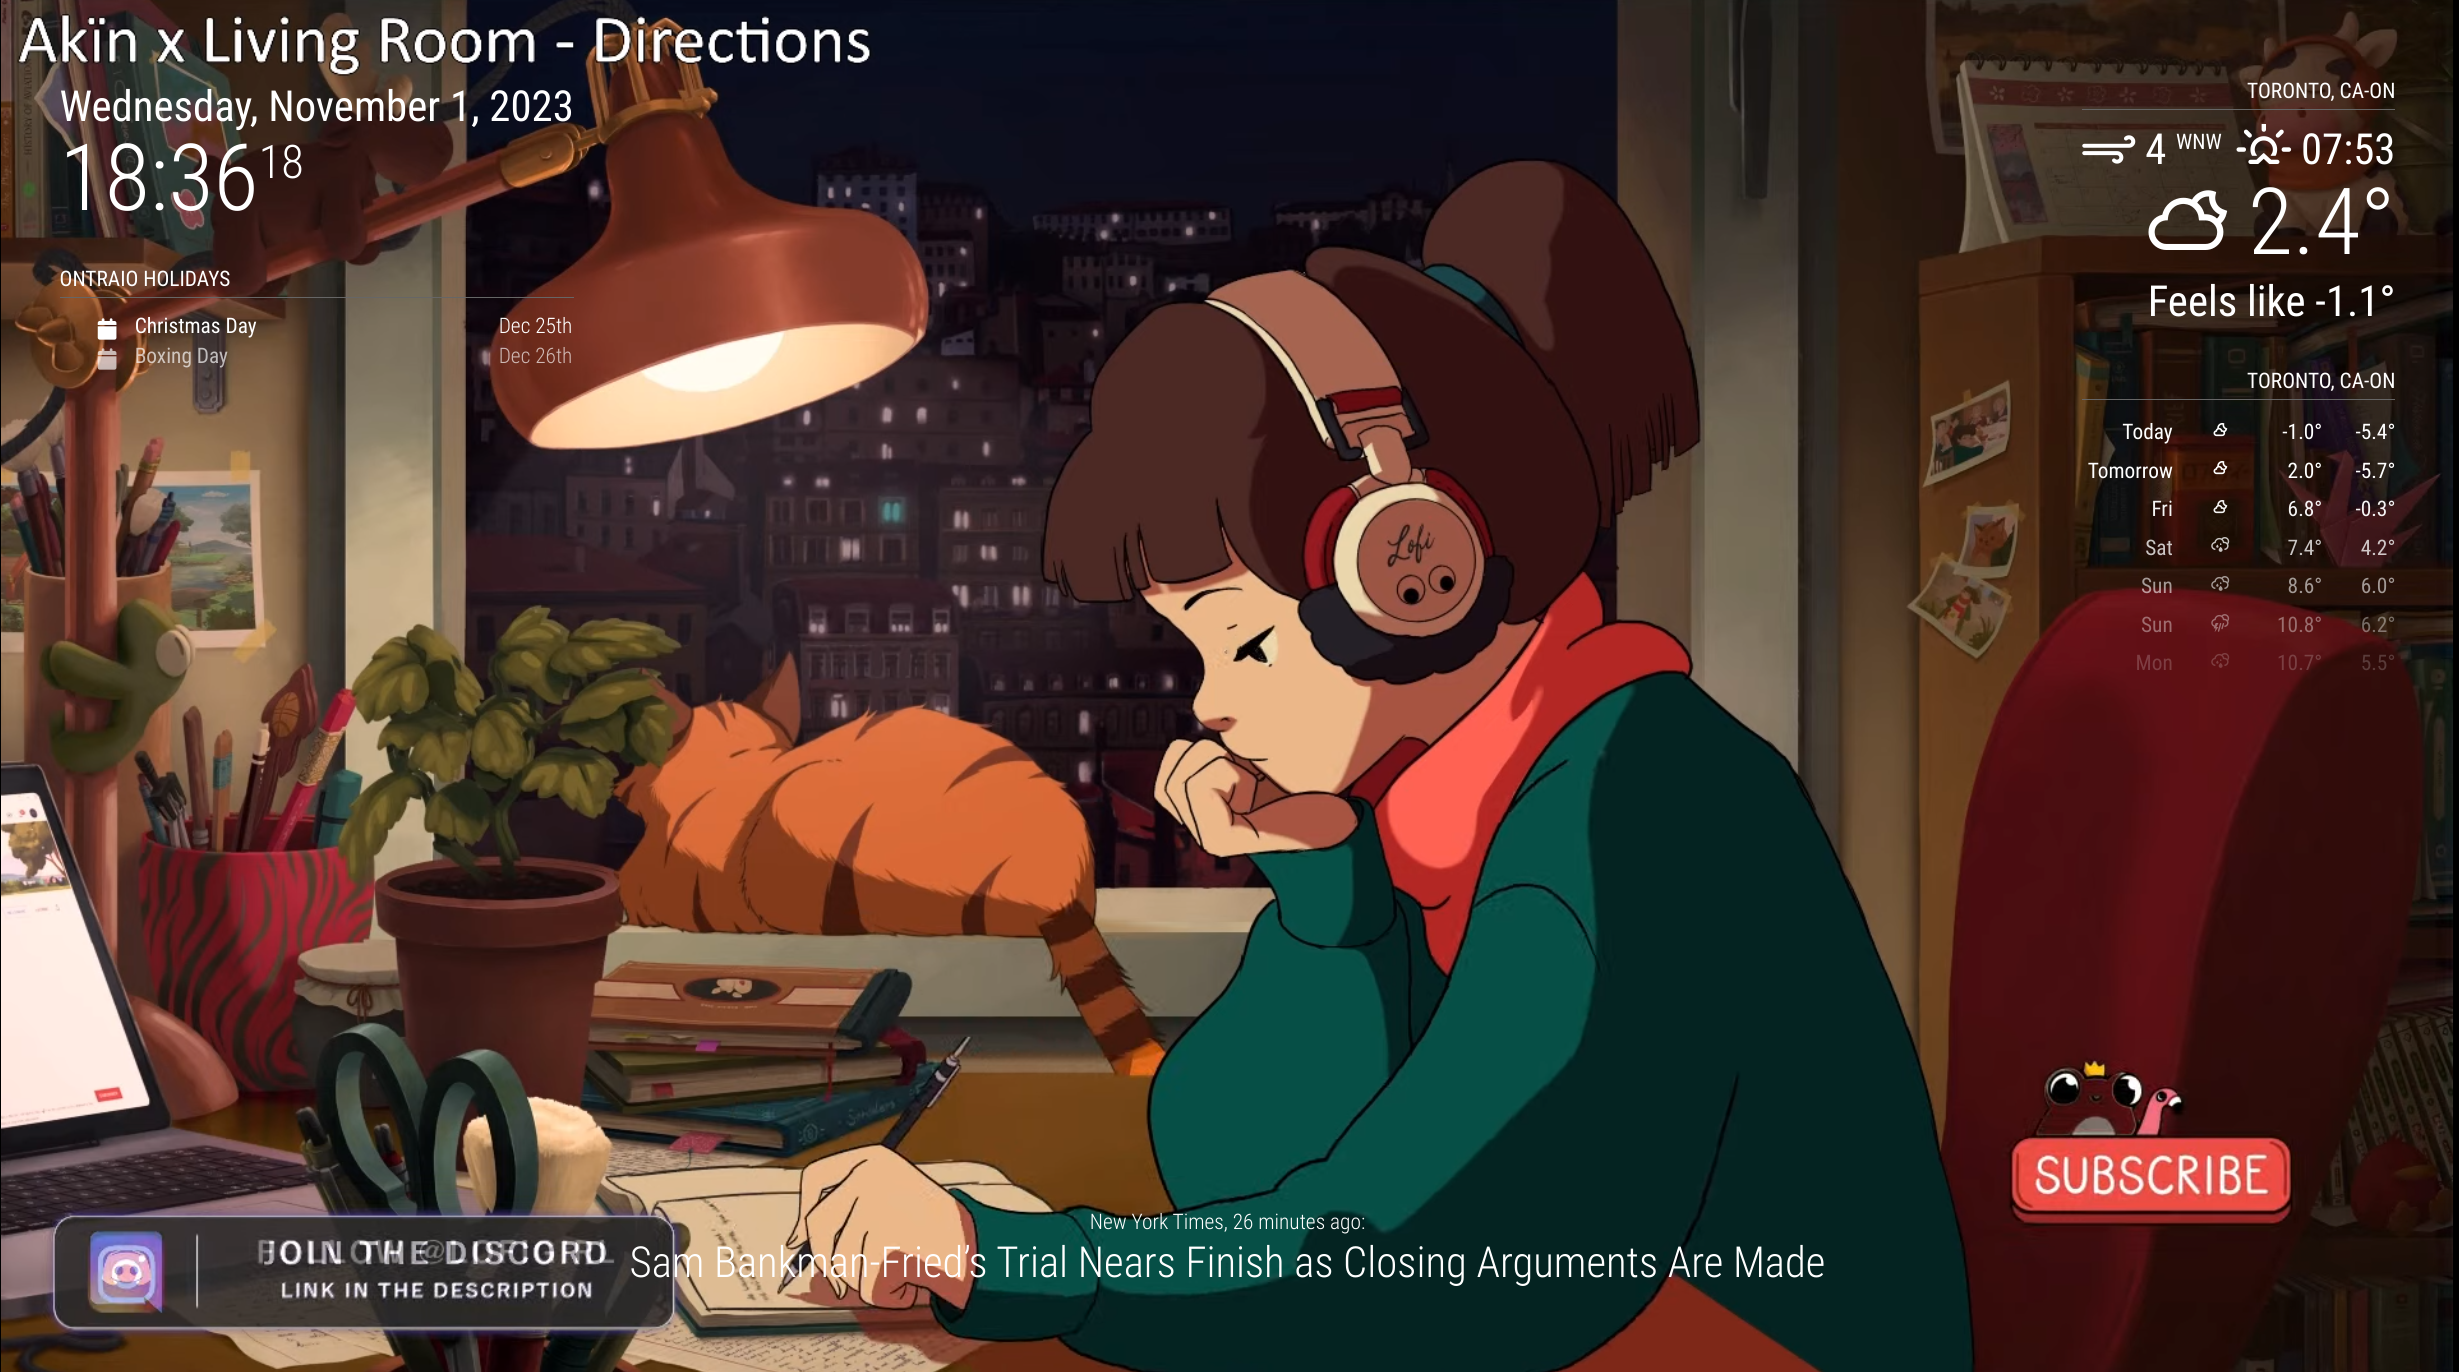 Akïn x Living Room - Directions
Wednesday, November 1, 2023
18:36 18
ONTRAIO HOLIDAYS
Christmas Day Dec 25th
Boxing Day Dec 26th
TORONTO, CA-ON
4 WNW 07:53
2.4°
Feels like -1.1°
TORONTO, CA-ON
Today -1.0° -5.4°
Tomorrow 2.0° -5.7°
Fri 6.8° -0.3°
Sat 7.4° 4.2°
Sun 8.6° 6.0°
Sun 10.8° 6.2°
Mon 10.7° 5.5°
Lofi
SUBSCRIBE
JOIN THE DISCORD
LINK IN THE DESCRIPTION
New York Times, 26 minutes ago:
Sam Bankman-Fried's Trial Nears Finish as Closing Arguments Are Made